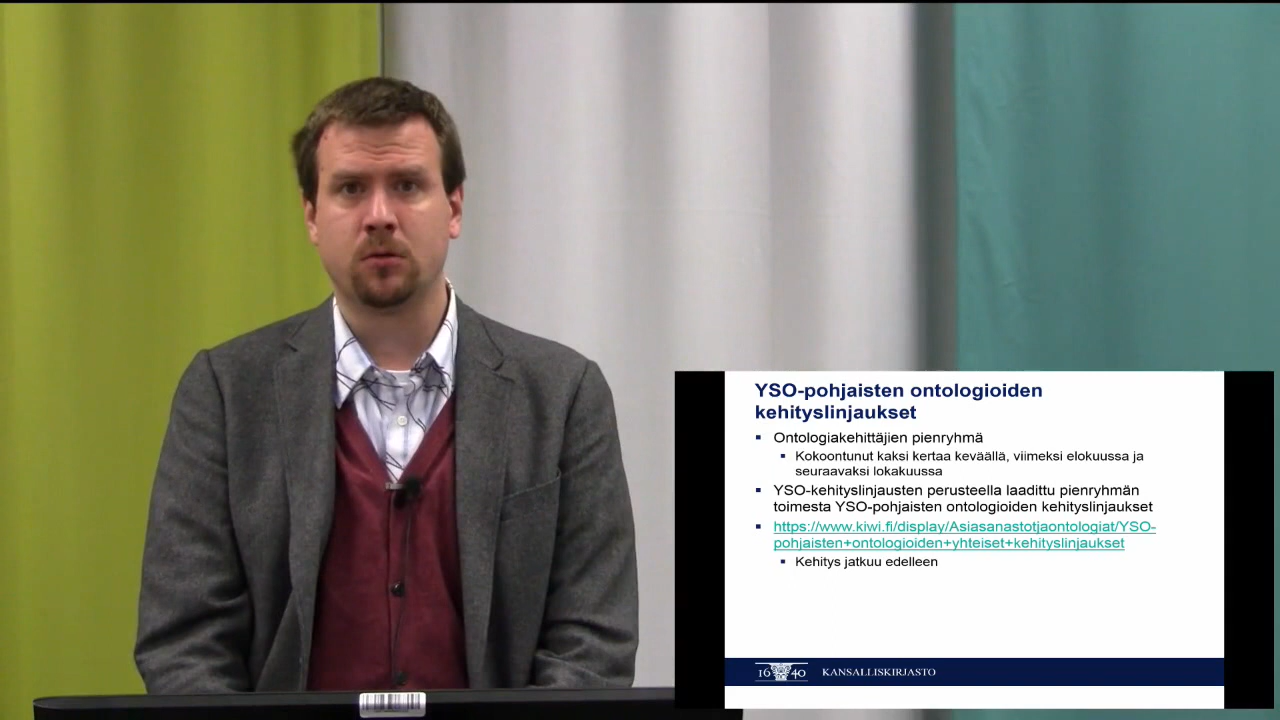 YSO-pohjaisten ontologioiden
kehityslinjaukset
Ontologiakehittäjien pienryhmä
Kokoontunut kaksi kertaa keväällä, viimeksi elokuussa ja
seuraavaksi lokakuussa
YSO-kehityslinjausten perusteella laadittu pienryhmän
toimesta YSO-pohjaisten ontologioiden kehityslinjaukset
https://www.kiwi.fi/display/Asiasanastotjaontologiat/YSO-
pohjaisten+ontologioiden+yhteiset+kehityslinjaukset
Kehitys jatkuu edelleen
16 40 KANSALLISKIRJASTO